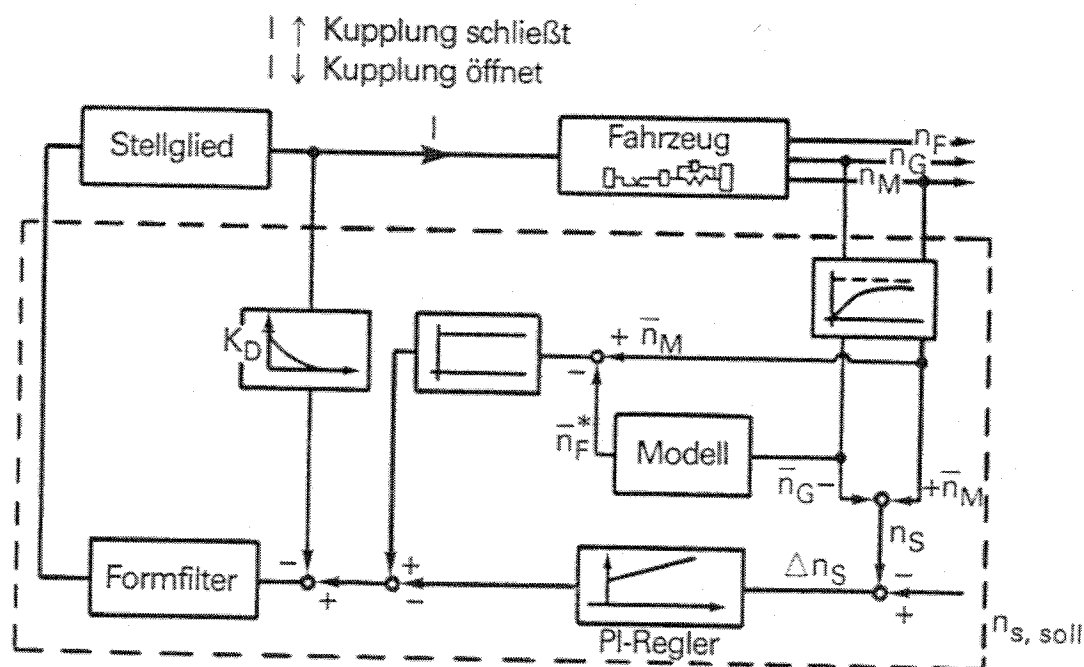 I ↑ Kupplung schließt
I ↓ Kupplung öffnet
Stellglied
I
Fahrzeug
n_F
n_G
n_M
K_D
+ n̅_M
-
n̅_F*
Modell
n̅_G -
+ n̅_M
n_S
Formfilter
-
+
+
-
PI-Regler
Δn_S
-
+
n_s, soll